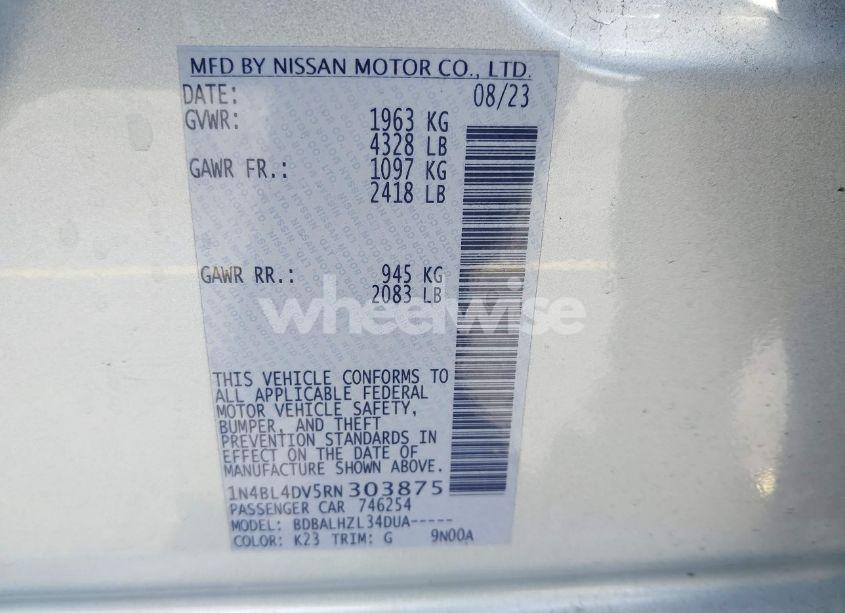 MFD BY NISSAN MOTOR CO., LTD.
DATE: 08/23
GVWR: 1963 KG
4328 LB
GAWR FR.: 1097 KG
2418 LB
GAWR RR.: 945 KG
2083 LB
wheelwise
THIS VEHICLE CONFORMS TO
ALL APPLICABLE FEDERAL
MOTOR VEHICLE SAFETY,
BUMPER, AND THEFT
PREVENTION STANDARDS IN
EFFECT ON THE DATE OF
MANUFACTURE SHOWN ABOVE.
1N4BL4DV5RN303875
PASSENGER CAR 746254
MODEL: BDBALHZL34DUA-----
COLOR: K23 TRIM: G 9N00A